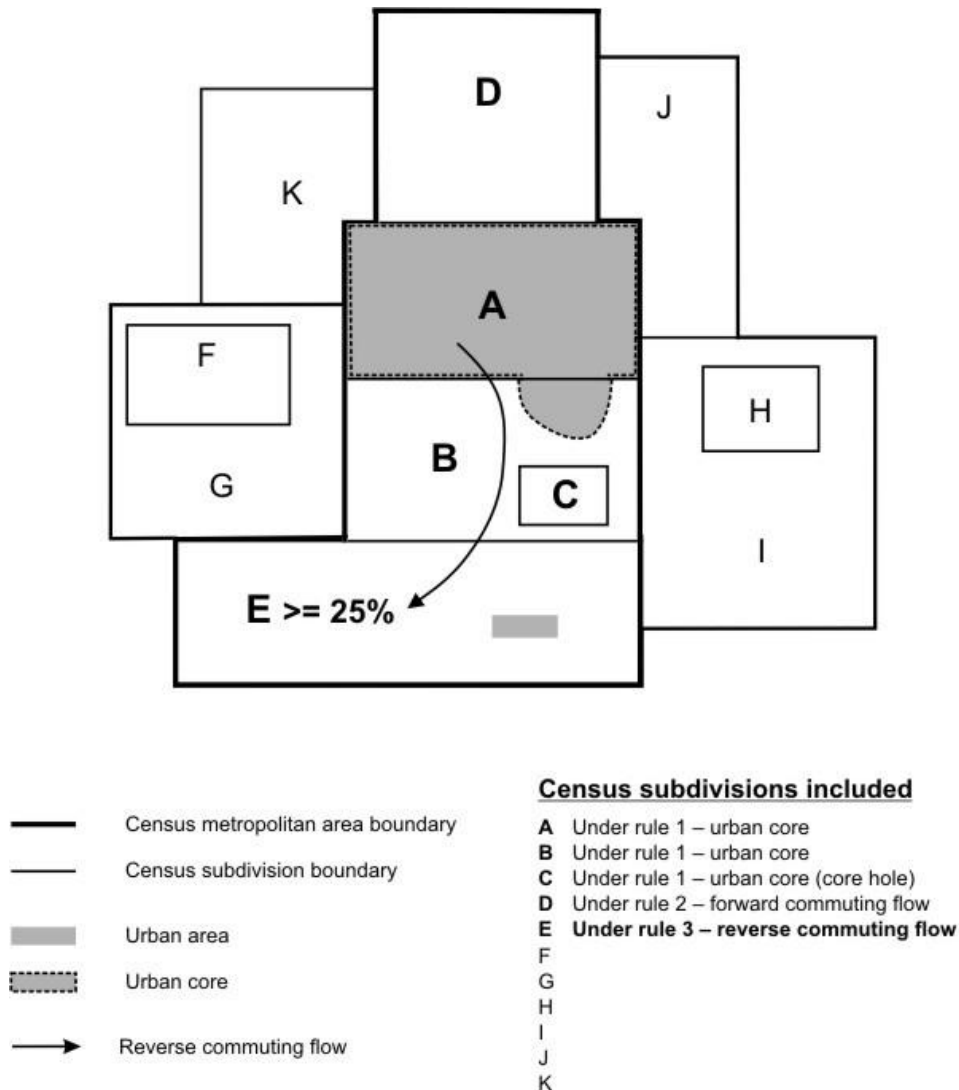 D
J
K
A
F
H
B
G
C
I
E >= 25%
Census metropolitan area boundary
Census subdivision boundary
Urban area
Urban core
Reverse commuting flow
Census subdivisions included
A Under rule 1 – urban core
B Under rule 1 – urban core
C Under rule 1 – urban core (core hole)
D Under rule 2 – forward commuting flow
E Under rule 3 – reverse commuting flow
F
G
H
I
J
K